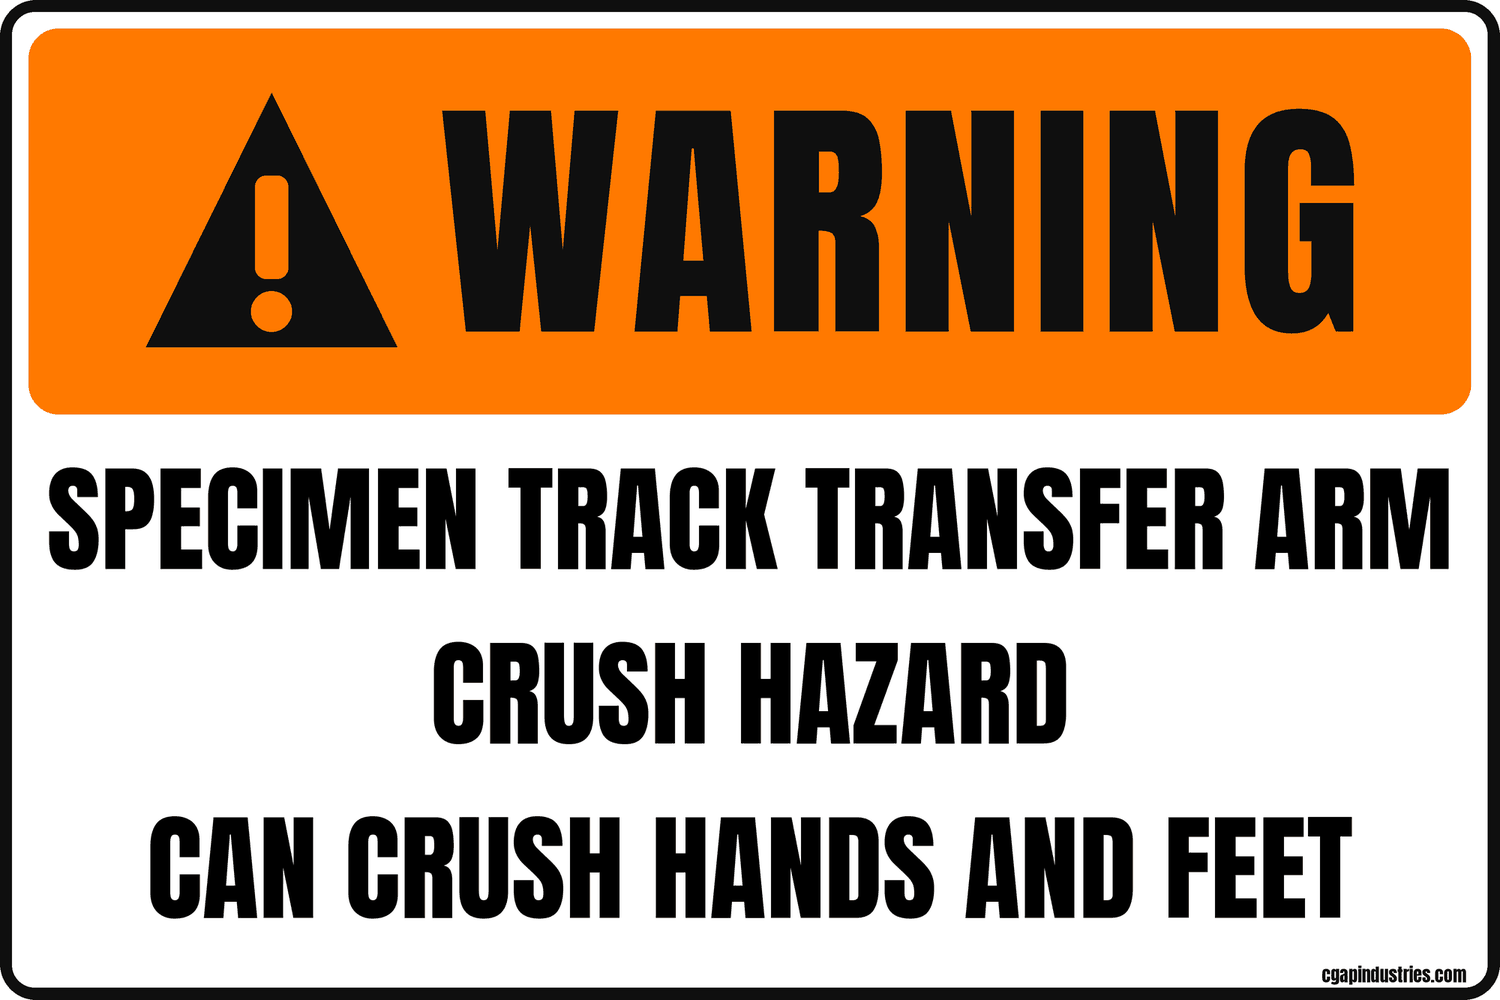 WARNING
SPECIMEN TRACK TRANSFER ARM
CRUSH HAZARD
CAN CRUSH HANDS AND FEET
cgapindustries.com